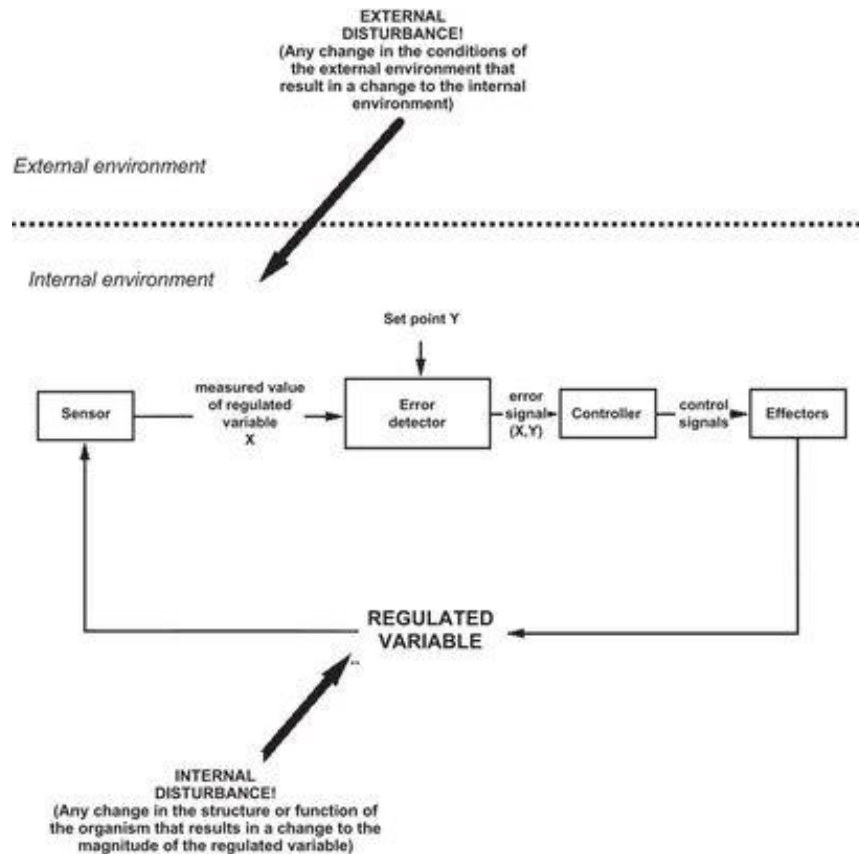 EXTERNAL
DISTURBANCE!
(Any change in the conditions of
the external environment that
result in a change to the internal
environment)
External environment
Internal environment
Set point Y
Sensor
measured value
of regulated
variable
X
Error
detector
error
signal
(X,Y)
Controller
control
signals
Effectors
REGULATED
VARIABLE
INTERNAL
DISTURBANCE!
(Any change in the structure or function of
the organism that results in a change to the
magnitude of the regulated variable)